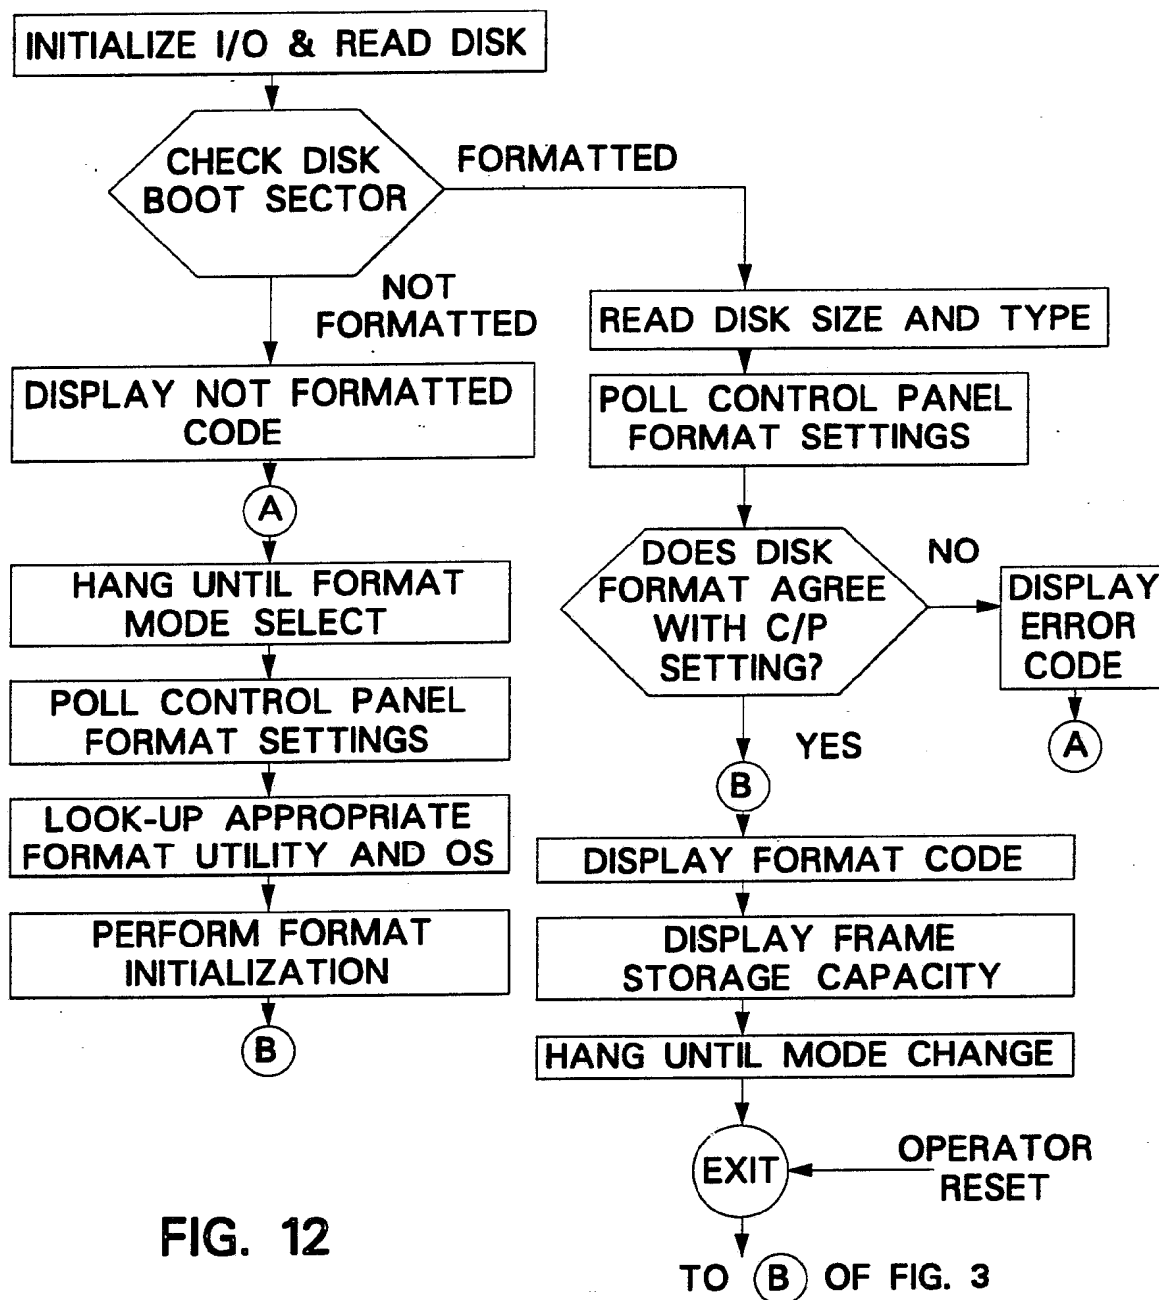 INITIALIZE I/O & READ DISK
CHECK DISK
BOOT SECTOR
FORMATTED
NOT
FORMATTED
DISPLAY NOT FORMATTED
CODE
A
HANG UNTIL FORMAT
MODE SELECT
POLL CONTROL PANEL
FORMAT SETTINGS
LOOK-UP APPROPRIATE
FORMAT UTILITY AND OS
PERFORM FORMAT
INITIALIZATION
B
READ DISK SIZE AND TYPE
POLL CONTROL PANEL
FORMAT SETTINGS
DOES DISK
FORMAT AGREE
WITH C/P
SETTING?
NO
DISPLAY
ERROR
CODE
A
YES
B
DISPLAY FORMAT CODE
DISPLAY FRAME
STORAGE CAPACITY
HANG UNTIL MODE CHANGE
EXIT
OPERATOR
RESET
TO B OF FIG. 3
FIG. 12